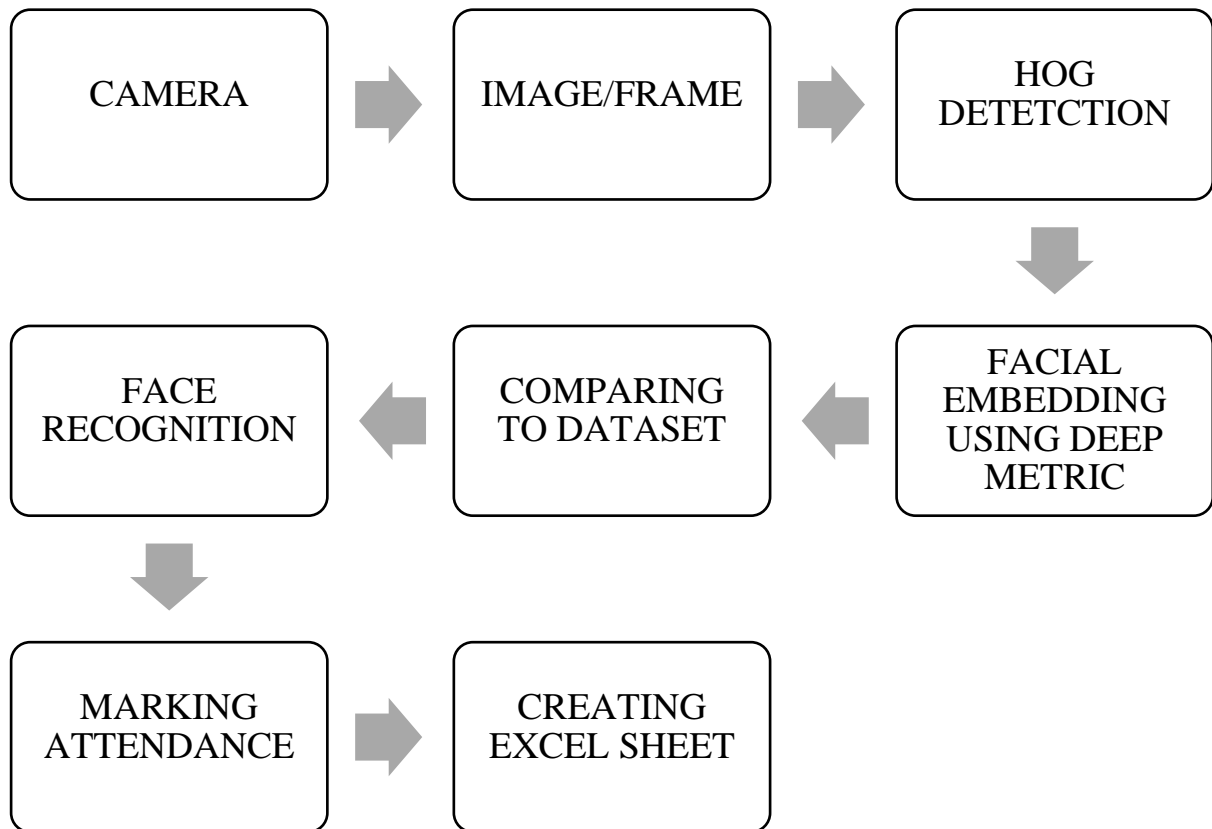 CAMERA
IMAGE/FRAME
HOG
DETETCTION
FACIAL
EMBEDDING
USING DEEP
METRIC
COMPARING
TO DATASET
FACE
RECOGNITION
MARKING
ATTENDANCE
CREATING
EXCEL SHEET